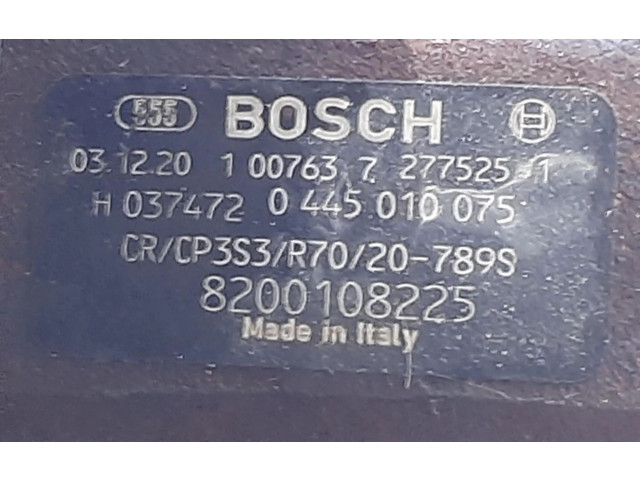 555 BOSCH
03.12.20 1 00763 7 277525-1
H 037472 0 445 010 075
CR/CP3S3/R70/20-789S
8200108225
Made in Italy